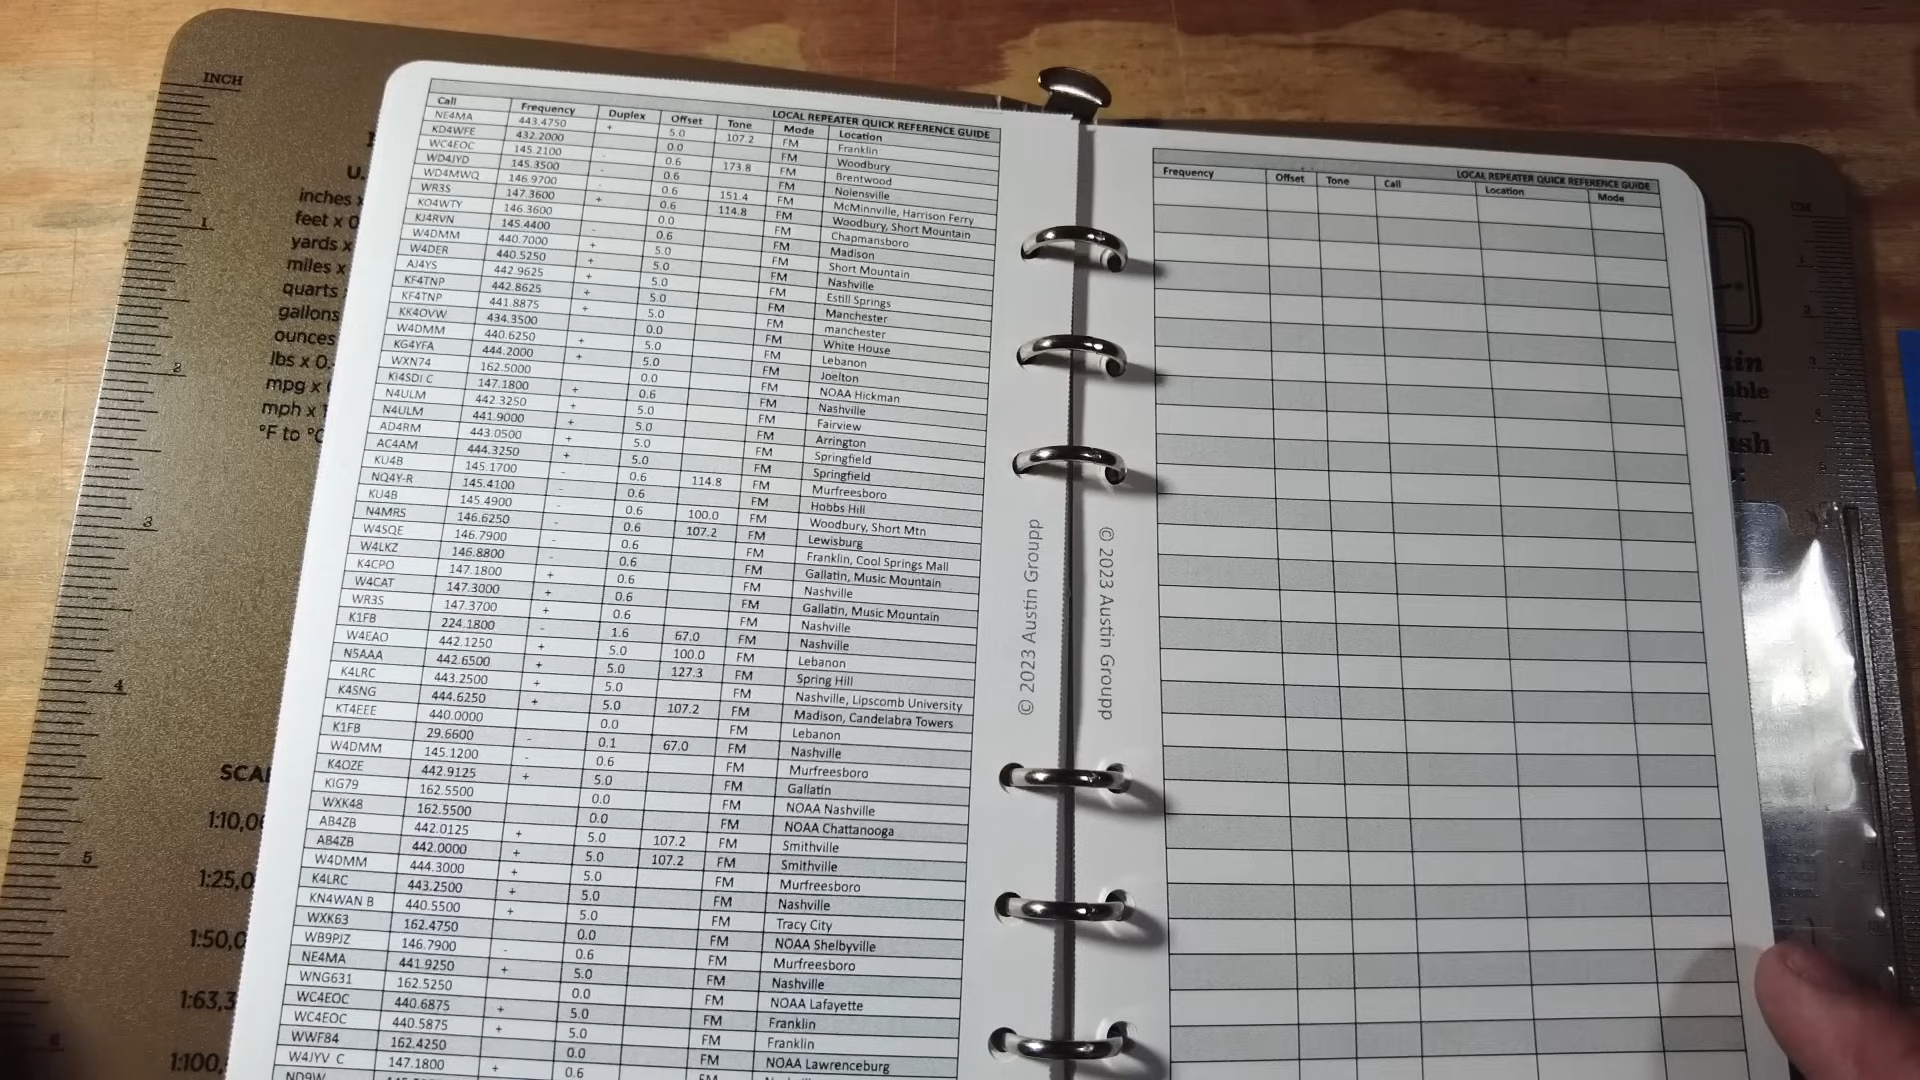 INCH
U.
inches x
feet x 0
yards x
miles x
quarts
gallons
ounces
lbs x 0.
mpg x
mph x 1
°F to °C
1
2
3
4
5
SCAL
1:10,00
1:25,0
1:50,0
1:63,3
1:100,
LOCAL REPEATER QUICK REFERENCE GUIDE
Call Frequency Duplex Offset Tone Mode Location
NE4MA 443.4750 + 5.0 107.2 FM Franklin
KD4WFE 432.2000 0.0 FM Woodbury
WC4EOC 145.2100 - 0.6 173.8 FM Brentwood
WD4JYD 145.3500 - 0.6 FM Nolensville
WD4MWQ 146.9700 - 0.6 151.4 FM McMinnville, Harrison Ferry
WR3S 147.3600 + 0.6 114.8 FM Woodbury, Short Mountain
KO4WTY 146.3600 0.0 FM Chapmansboro
KJ4RVN 145.4400 - 0.6 FM Madison
W4DMM 440.7000 + 5.0 FM Short Mountain
W4DER 440.5250 + 5.0 FM Nashville
AJ4YS 442.9625 + 5.0 FM Estill Springs
KF4TNP 442.8625 + 5.0 FM Manchester
KF4TNP 441.8875 + 5.0 FM manchester
KK4OVW 434.3500 0.0 FM White House
W4DMM 440.6250 + 5.0 FM Lebanon
KG4YFA 444.2000 + 5.0 FM Joelton
WXN74 162.5000 0.0 FM NOAA Hickman
KI4SDI C 147.1800 + 0.6 FM Nashville
N4ULM 442.3250 + 5.0 FM Fairview
N4ULM 441.9000 + 5.0 FM Arrington
AD4RM 443.0500 + 5.0 FM Springfield
AC4AM 444.3250 + 5.0 FM Springfield
KU4B 145.1700 - 0.6 114.8 FM Murfreesboro
NQ4Y-R 145.4100 - 0.6 FM Hobbs Hill
KU4B 145.4900 - 0.6 100.0 FM Woodbury, Short Mtn
N4MRS 146.6250 - 0.6 107.2 FM Lewisburg
W4SQE 146.7900 - 0.6 FM Franklin, Cool Springs Mall
W4LKZ 146.8800 - 0.6 FM Gallatin, Music Mountain
K4CPO 147.1800 + 0.6 FM Nashville
W4CAT 147.3000 + 0.6 FM Gallatin, Music Mountain
WR3S 147.3700 + 0.6 FM Nashville
K1FB 224.1800 - 1.6 67.0 FM Nashville
W4EAO 442.1250 + 5.0 100.0 FM Lebanon
N5AAA 442.6500 + 5.0 127.3 FM Spring Hill
K4LRC 443.2500 + 5.0 FM Nashville, Lipscomb University
K4SNG 444.6250 + 5.0 107.2 FM Madison, Candelabra Towers
KT4EEE 440.0000 0.0 FM Lebanon
K1FB 29.6600 - 0.1 67.0 FM Nashville
W4DMM 145.1200 - 0.6 FM Murfreesboro
K4OZE 442.9125 + 5.0 FM Gallatin
KIG79 162.5500 0.0 FM NOAA Nashville
WXK48 162.5500 0.0 FM NOAA Chattanooga
AB4ZB 442.0125 + 5.0 107.2 FM Smithville
AB4ZB 442.0000 + 5.0 107.2 FM Smithville
W4DMM 444.3000 + 5.0 FM Murfreesboro
K4LRC 443.2500 + 5.0 FM Nashville
KN4WAN B 440.5500 + 5.0 FM Tracy City
WXK63 162.4750 0.0 FM NOAA Shelbyville
WB9PJZ 146.7900 - 0.6 FM Murfreesboro
NE4MA 441.9250 + 5.0 FM Nashville
WNG631 162.5250 0.0 FM NOAA Lafayette
WC4EOC 440.6875 + 5.0 FM Franklin
WC4EOC 440.5875 + 5.0 FM Franklin
WWF84 162.4250 0.0 FM NOAA Lawrenceburg
W4JYV C 147.1800 + 0.6 FM
ND9W
© 2023 Austin Groupp
© 2023 Austin Groupp
LOCAL REPEATER QUICK REFERENCE GUIDE
Frequency Offset Tone Call Location Mode